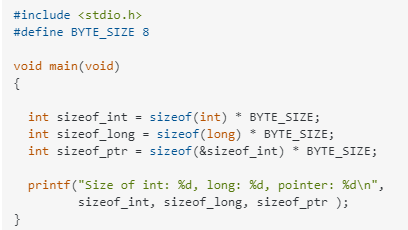 #include <stdio.h>
#define BYTE_SIZE 8
void main(void)
{
int sizeof_int = sizeof(int) * BYTE_SIZE;
int sizeof_long = sizeof(long) * BYTE_SIZE;
int sizeof_ptr = sizeof(&sizeof_int) * BYTE_SIZE;
printf("Size of int: %d, long: %d, pointer: %d\n",
sizeof_int, sizeof_long, sizeof_ptr );
}